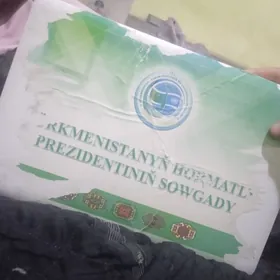 RKMENISTANYŇ HORMATL
PREZIDENTINIŇ SOWGADY